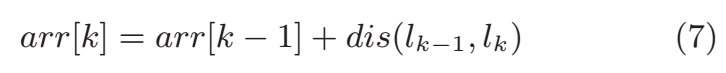 arr[k] = arr[k − 1] + dis(l_{k−1}, l_k) (7)